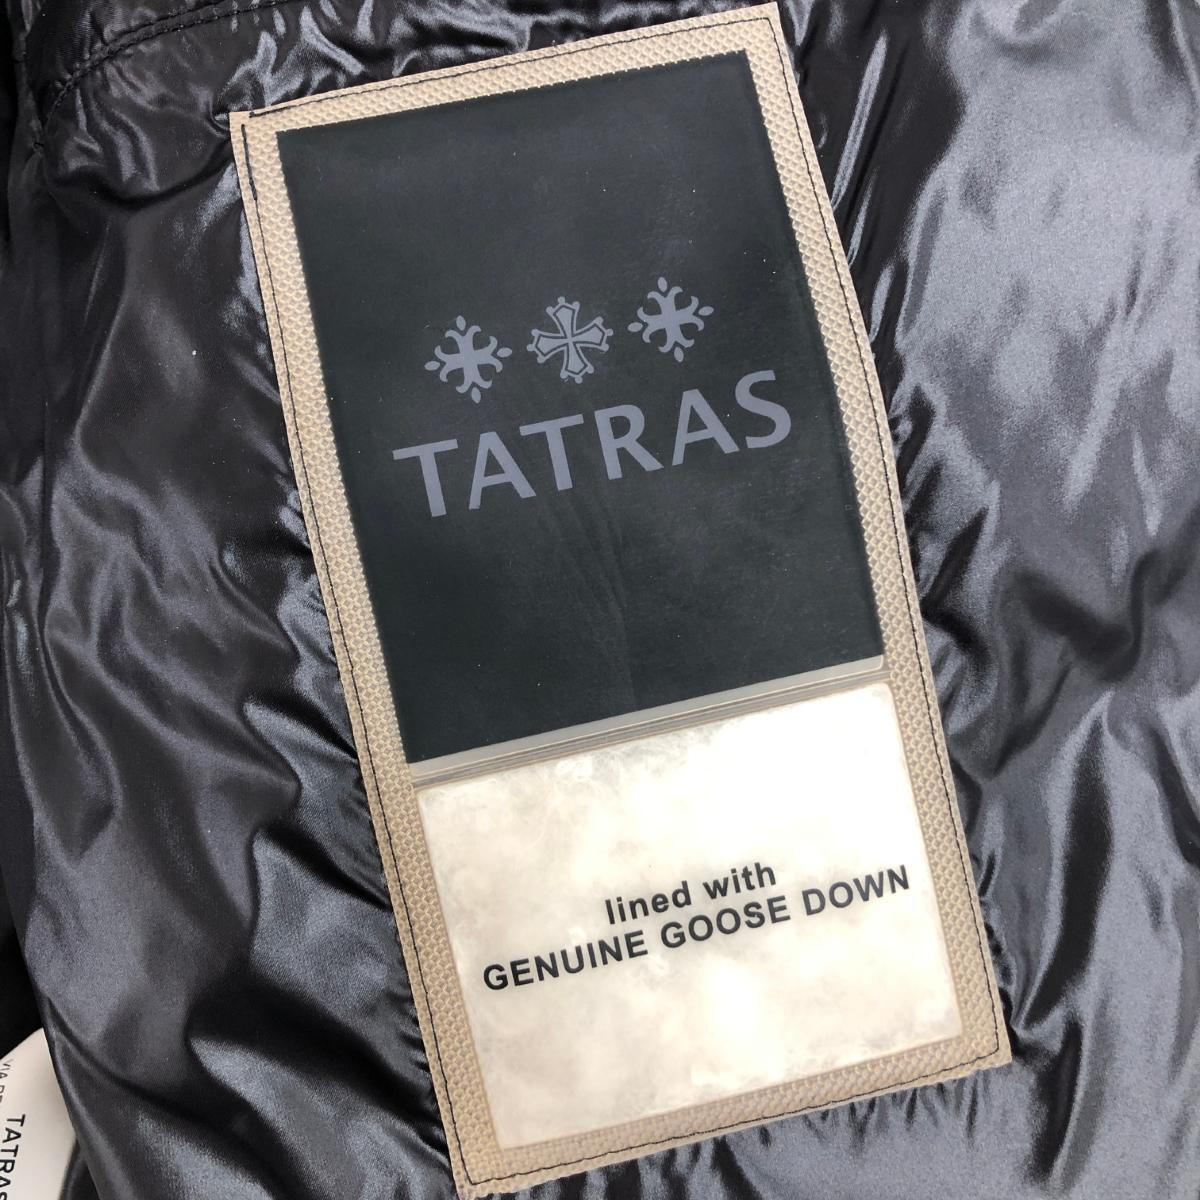 TATRAS
lined with
GENUINE GOOSE DOWN
TATRAS